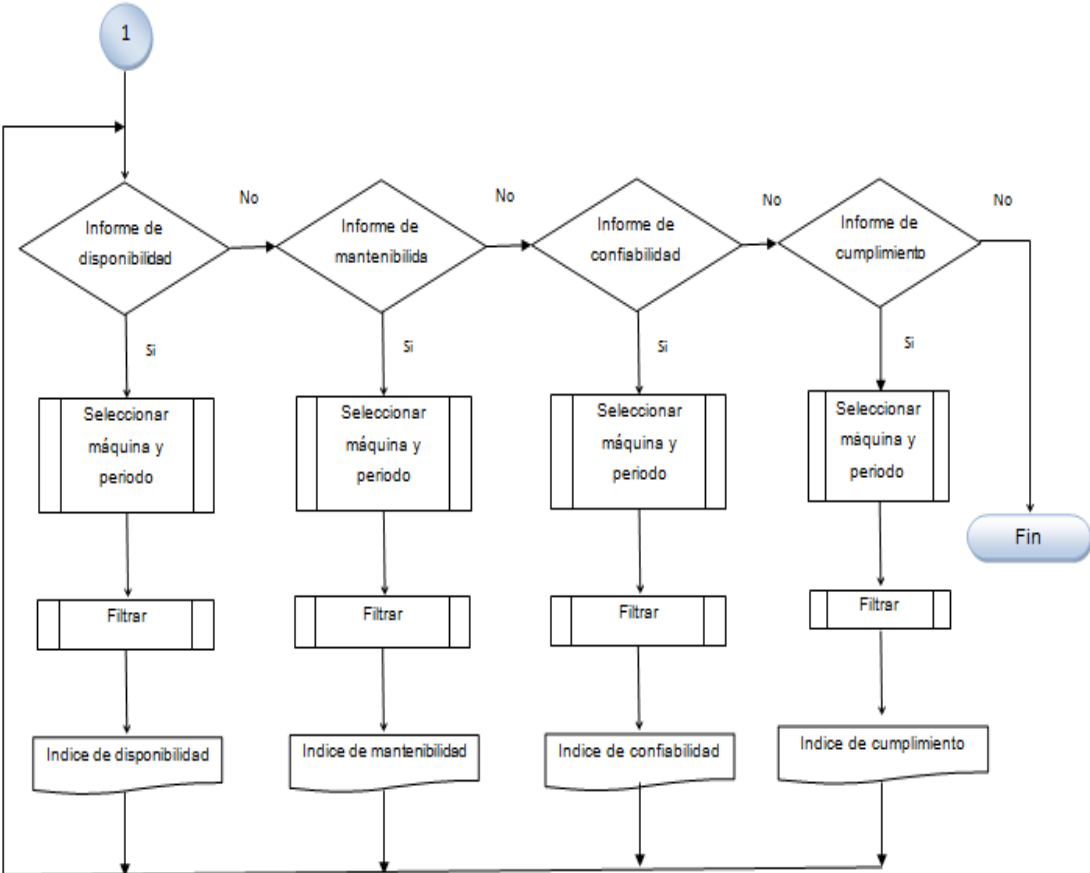 1
No
No
No
No
Informe de
disponibilidad
Informe de
mantenibilida
Informe de
confiabilidad
Informe de
cumplimiento
Si
Si
Si
Si
Seleccionar
máquina y
periodo
Seleccionar
máquina y
periodo
Seleccionar
máquina y
periodo
Seleccionar
máquina y
periodo
Fin
Filtrar
Filtrar
Filtrar
Filtrar
Indice de disponibilidad
Indice de mantenibilidad
Indice de confiabilidad
Indice de cumplimiento